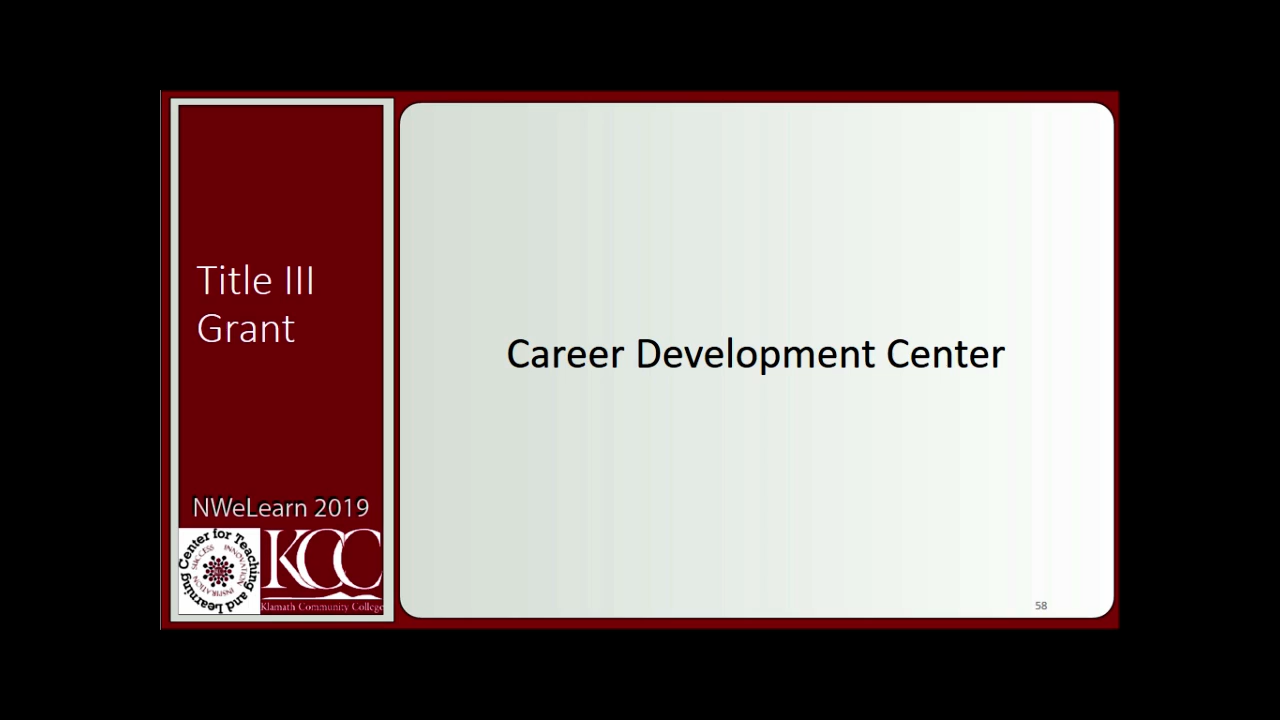 Title III
Grant
Career Development Center
NWeLearn 2019
Center for Teaching and Learning
SUCCESS INNOVATION INSPIRATION
KCC
Klamath Community College
58